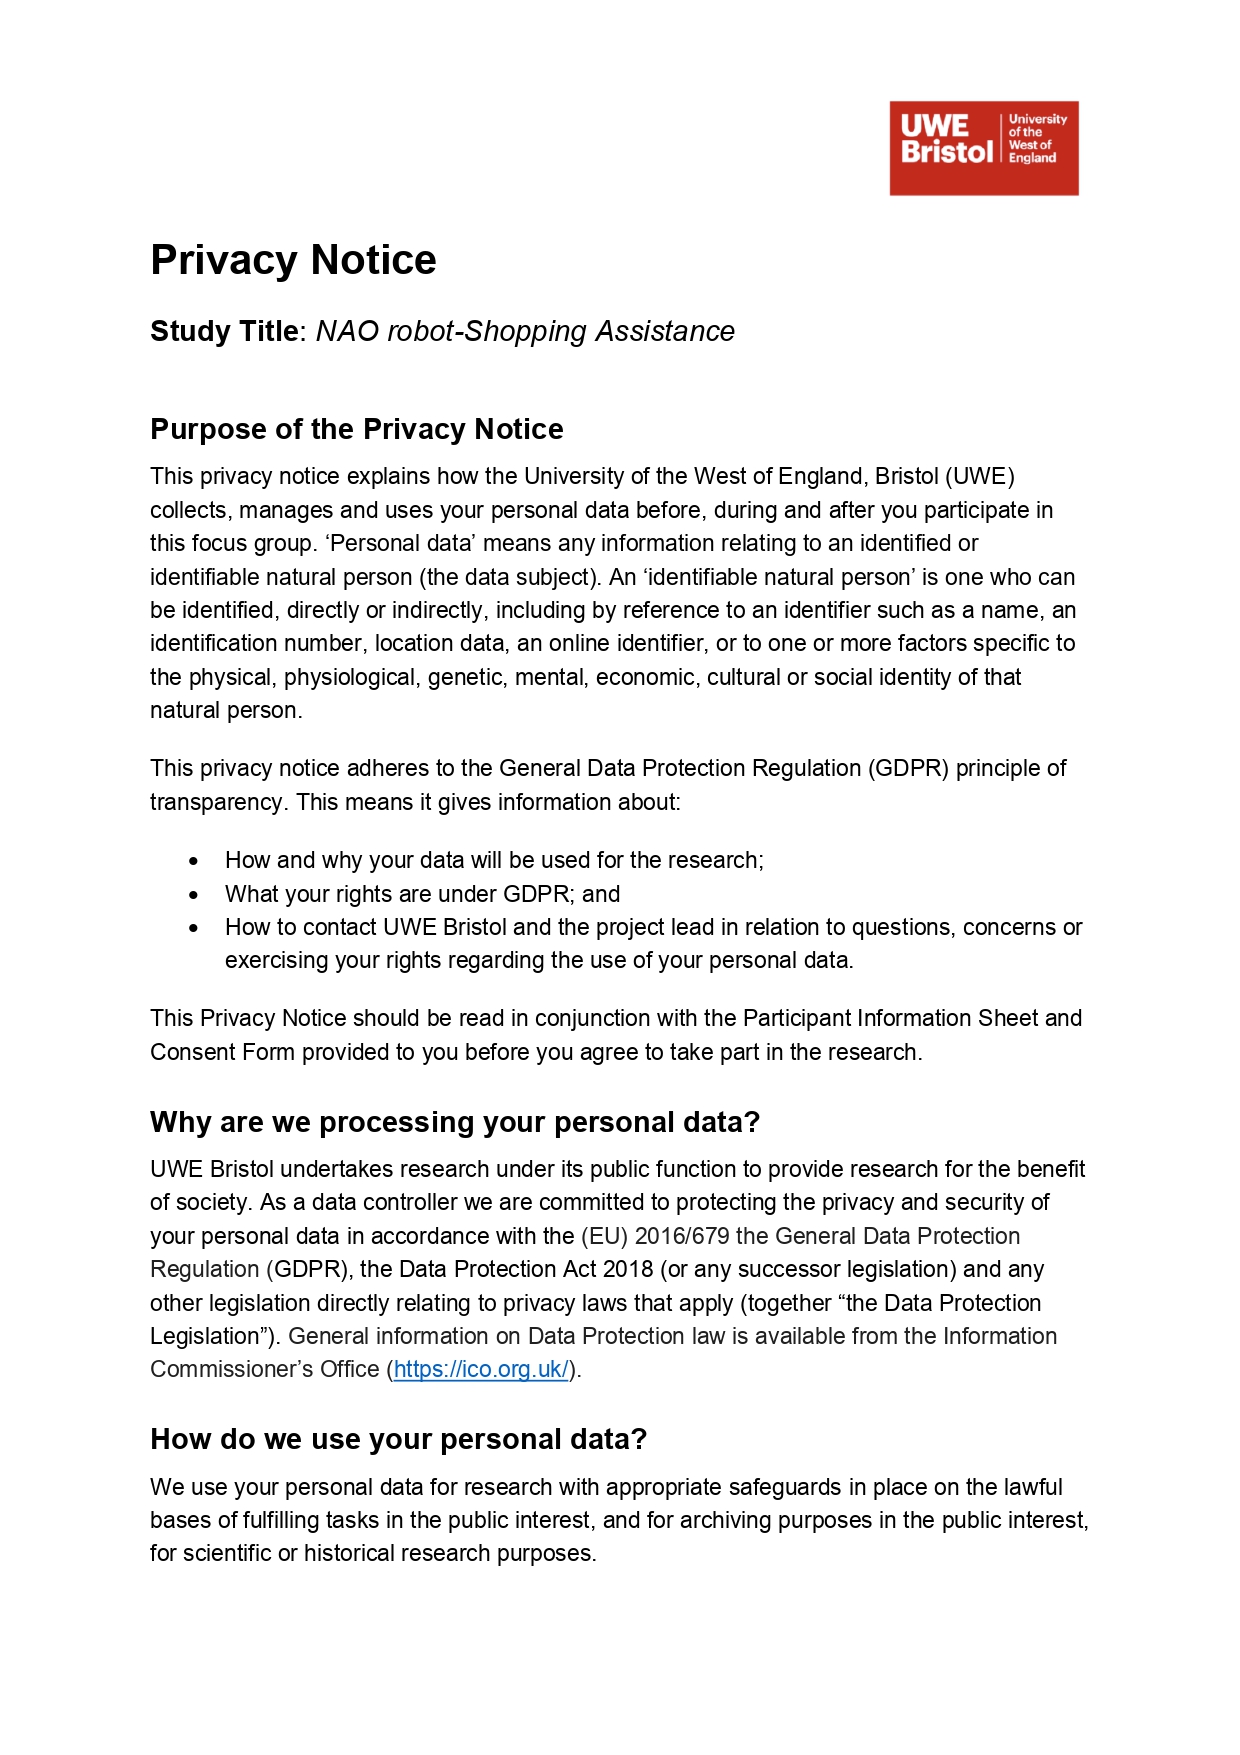 UWE
Bristol
University
of the
West of
England
Privacy Notice
Study Title: NAO robot-Shopping Assistance
Purpose of the Privacy Notice
This privacy notice explains how the University of the West of England, Bristol (UWE)
collects, manages and uses your personal data before, during and after you participate in
this focus group. ‘Personal data’ means any information relating to an identified or
identifiable natural person (the data subject). An ‘identifiable natural person’ is one who can
be identified, directly or indirectly, including by reference to an identifier such as a name, an
identification number, location data, an online identifier, or to one or more factors specific to
the physical, physiological, genetic, mental, economic, cultural or social identity of that
natural person.
This privacy notice adheres to the General Data Protection Regulation (GDPR) principle of
transparency. This means it gives information about:
• How and why your data will be used for the research;
• What your rights are under GDPR; and
• How to contact UWE Bristol and the project lead in relation to questions, concerns or
exercising your rights regarding the use of your personal data.
This Privacy Notice should be read in conjunction with the Participant Information Sheet and
Consent Form provided to you before you agree to take part in the research.
Why are we processing your personal data?
UWE Bristol undertakes research under its public function to provide research for the benefit
of society. As a data controller we are committed to protecting the privacy and security of
your personal data in accordance with the (EU) 2016/679 the General Data Protection
Regulation (GDPR), the Data Protection Act 2018 (or any successor legislation) and any
other legislation directly relating to privacy laws that apply (together “the Data Protection
Legislation”). General information on Data Protection law is available from the Information
Commissioner’s Office (https://ico.org.uk/).
How do we use your personal data?
We use your personal data for research with appropriate safeguards in place on the lawful
bases of fulfilling tasks in the public interest, and for archiving purposes in the public interest,
for scientific or historical research purposes.